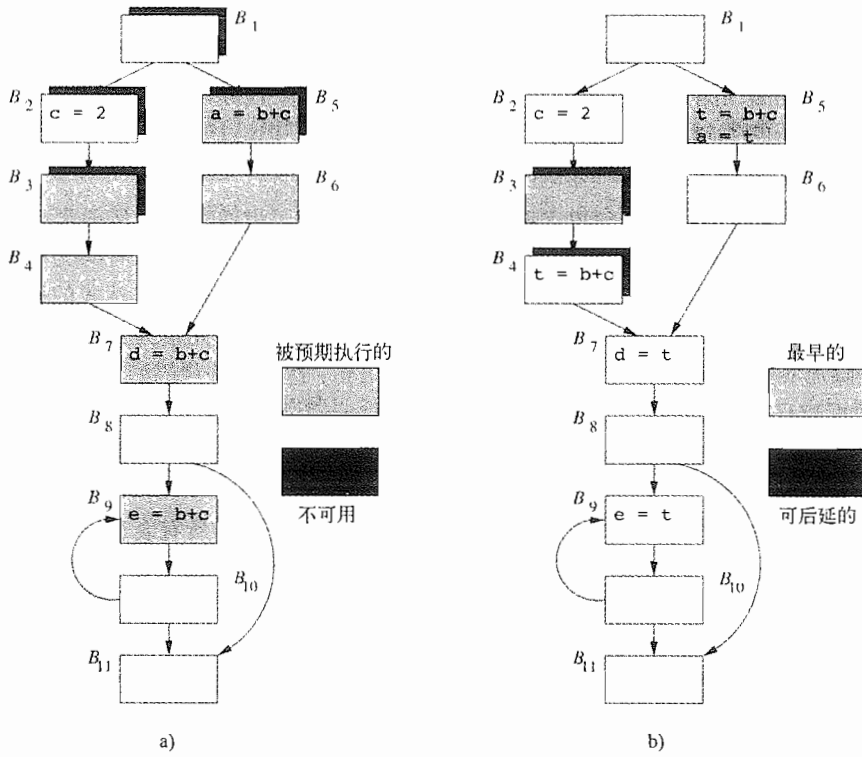 B1
B2
c = 2
a = b+c
B5
B3
B6
B4
B7
d = b+c
被预期执行的
B8
B9
e = b+c
不可用
B10
B11
a)
B1
B2
c = 2
t = b+c
a = t
B5
B3
B6
B4
t = b+c
B7
d = t
最早的
B8
B9
e = t
可后延的
B10
B11
b)